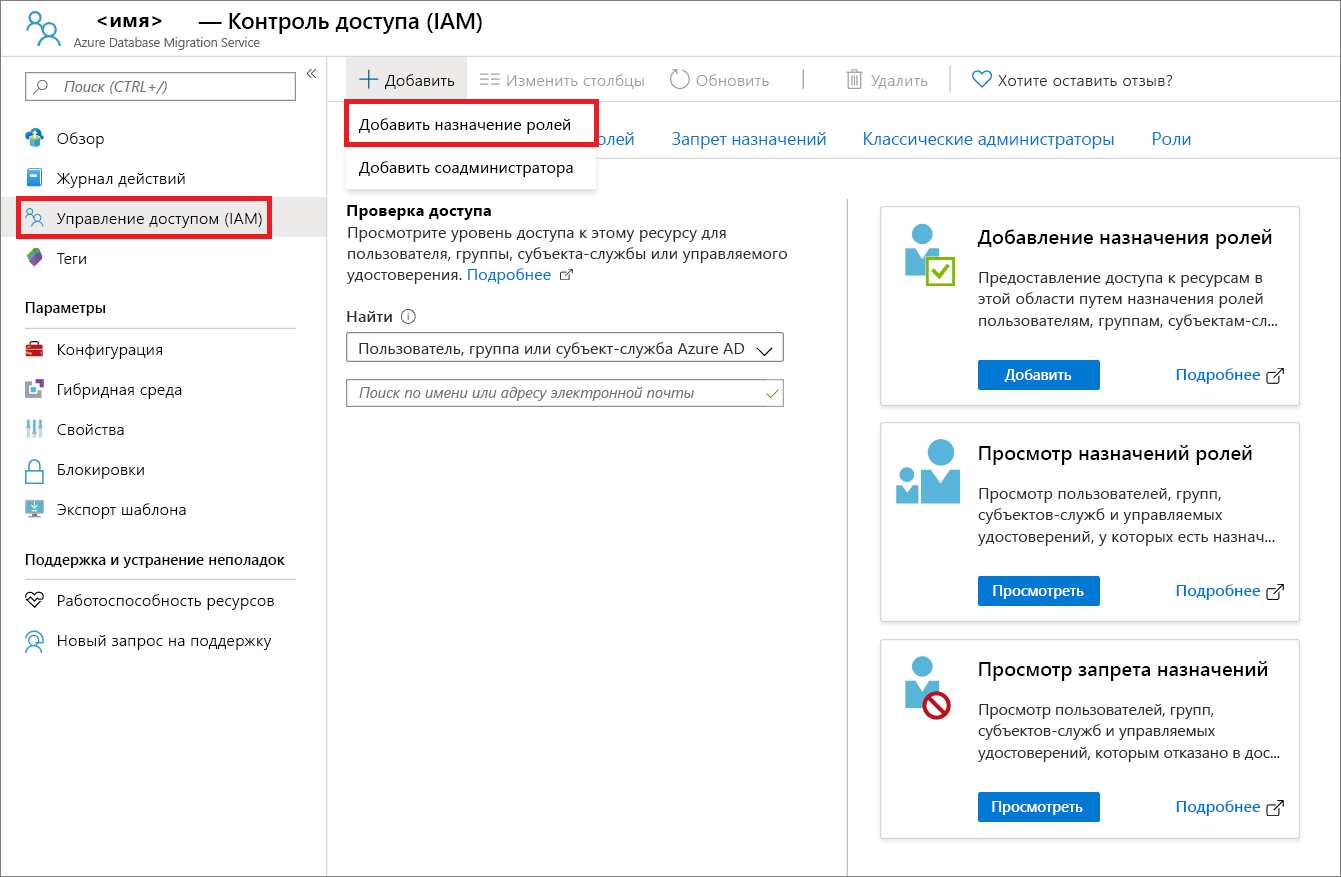 <имя> — Контроль доступа (IAM)
Azure Database Migration Service
Поиск (CTRL+/)
«
Обзор
Журнал действий
Управление доступом (IAM)
Теги
Параметры
Конфигурация
Гибридная среда
Свойства
Блокировки
Экспорт шаблона
Поддержка и устранение неполадок
Работоспособность ресурсов
Новый запрос на поддержку
Добавить
Изменить столбцы
Обновить
Удалить
Хотите оставить отзыв?
Добавить назначение ролей
Добавить соадминистратора
олей
Запрет назначений
Классические администраторы
Роли
Проверка доступа
Просмотрите уровень доступа к этому ресурсу для
пользователя, группы, субъекта-службы или управляемого
удостоверения. Подробнее
Найти
Пользователь, группа или субъект-служба Azure AD
Поиск по имени или адресу электронной почты
Добавление назначения ролей
Предоставление доступа к ресурсам в
этой области путем назначения ролей
пользователям, группам, субъектам-сл...
Добавить
Подробнее
Просмотр назначений ролей
Просмотр пользователей, групп,
субъектов-служб и управляемых
удостоверений, у которых есть назнач...
Просмотреть
Подробнее
Просмотр запрета назначений
Просмотр пользователей, групп,
субъектов-служб и управляемых
удостоверений, которым отказано в дос...
Просмотреть
Подробнее